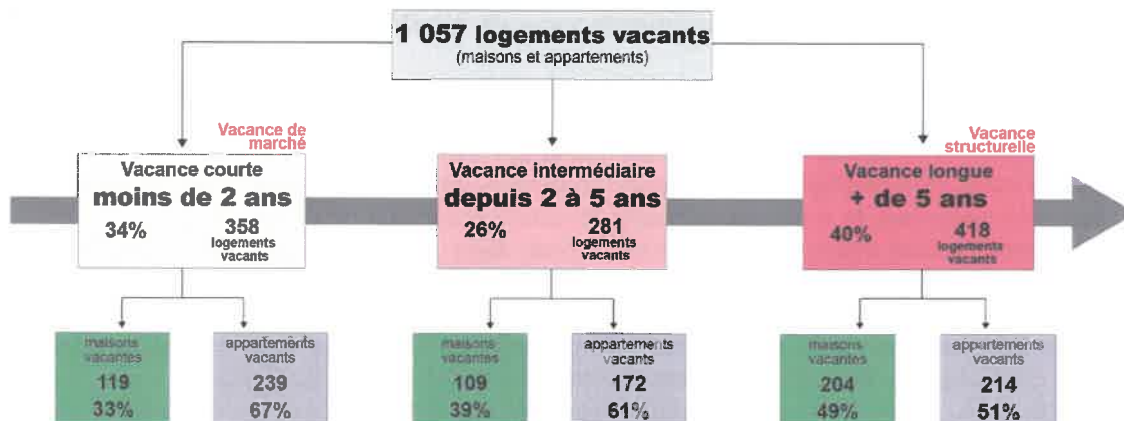 1 057 logements vacants
(maisons et appartements)
Vacance de
marché
Vacance courte
moins de 2 ans
34%
358
logements
vacants
Vacance intermédiaire
depuis 2 à 5 ans
26%
281
logements
vacants
Vacance
structurelle
Vacance longue
+ de 5 ans
40%
418
logements
vacants
maisons
vacantes
119
33%
appartements
vacants
239
67%
maisons
vacantes
109
39%
appartements
vacants
172
61%
maisons
vacantes
204
49%
appartements
vacants
214
51%